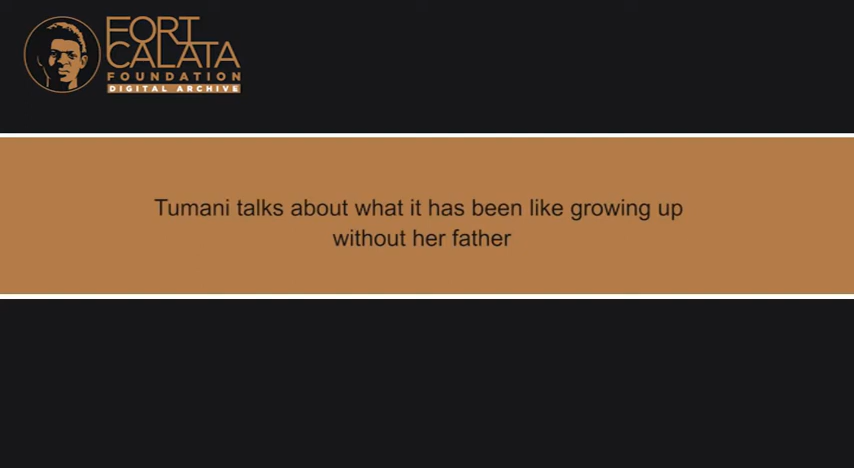 FORT
CALATA
FOUNDATION
DIGITAL ARCHIVE
Tumani talks about what it has been like growing up
without her father